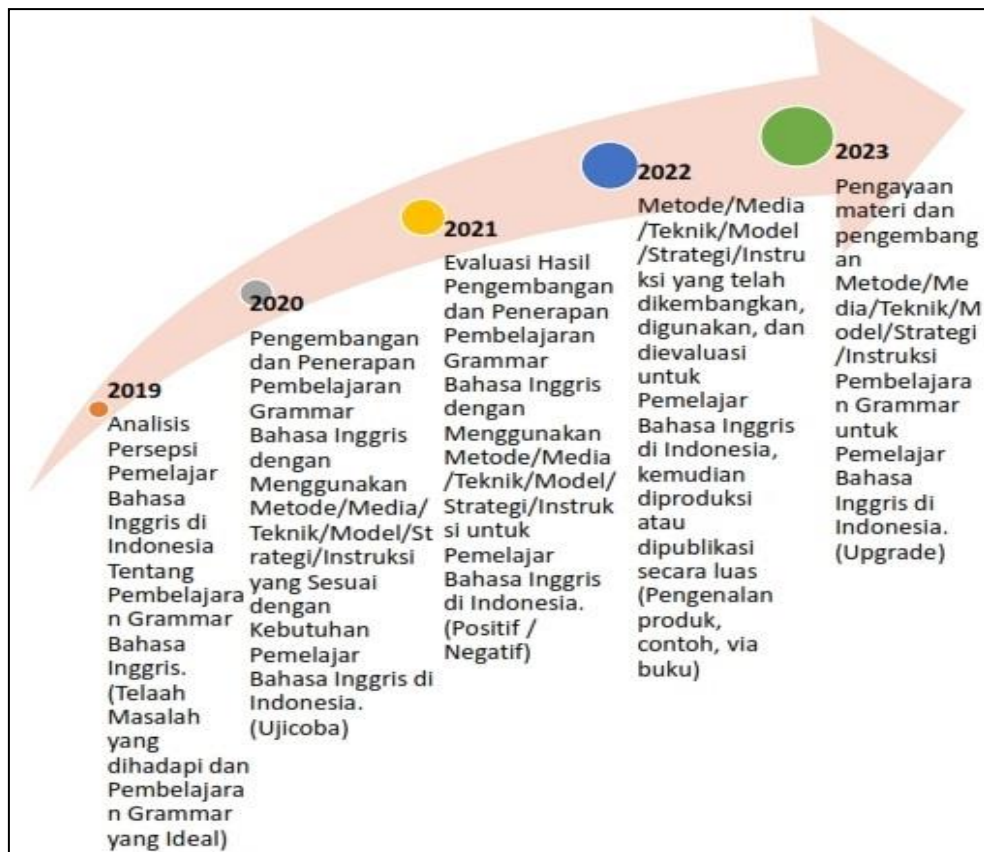 2019
Analisis
Persepsi
Pemelajar
Bahasa
Inggris di
Indonesia
Tentang
Pembelajara
n Grammar
Bahasa
Inggris.
(Telaah
Masalah
yang
dihadapi dan
Pembelajara
n Grammar
yang Ideal)
2020
Pengembangan
dan Penerapan
Pembelajaran
Grammar
Bahasa Inggris
dengan
Menggunakan
Metode/Media/
Teknik/Model/St
rategi/Instruksi
yang Sesuai
dengan
Kebutuhan
Pemelajar
Bahasa Inggris di
Indonesia.
(Ujicoba)
2021
Evaluasi Hasil
Pengembangan
dan Penerapan
Pembelajaran
Grammar
Bahasa Inggris
dengan
Menggunakan
Metode/Media
/Teknik/Model/
Strategi/Instruk
si untuk
Pemelajar
Bahasa Inggris
di Indonesia.
(Positif /
Negatif)
2022
Metode/Media
/Teknik/Model
/Strategi/Instru
ksi yang telah
dikembangkan,
digunakan, dan
dievaluasi
untuk
Pemelajar
Bahasa Inggris
di Indonesia,
kemudian
diproduksi
atau
dipublikasi
secara luas
(Pengenalan
produk,
contoh, via
buku)
2023
Pengayaan
materi dan
pengembang
an
Metode/Me
dia/Teknik/M
odel/Strategi
/Instruksi
Pembelajara
n Grammar
untuk
Pemelajar
Bahasa
Inggris di
Indonesia.
(Upgrade)